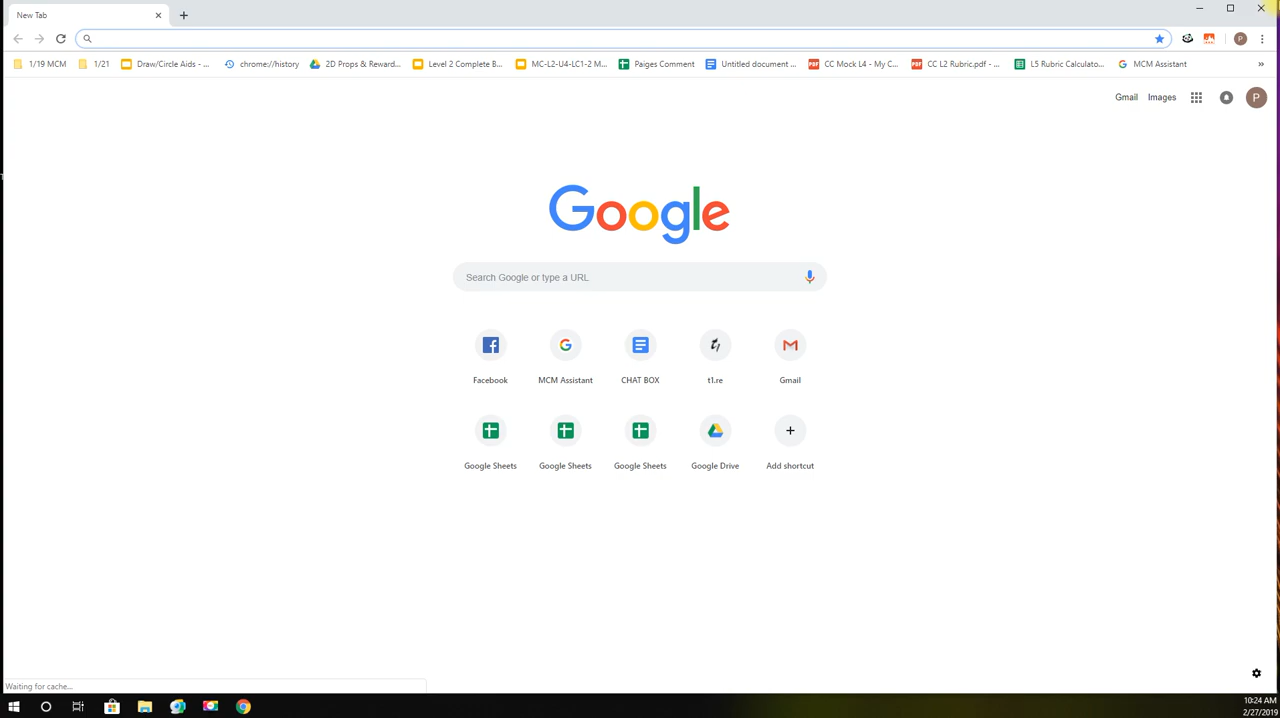 New Tab
1/19 MCM 1/21 Draw/Circle Aids - ... chrome://history 2D Props & Reward... Level 2 Complete B... MC-L2-U4-LC1-2 M... Paiges Comment Untitled document ... CC Mock L4 - My C... CC L2 Rubric.pdf - ... L5 Rubric Calculato... MCM Assistant »
Gmail Images P
Google
Search Google or type a URL
Facebook MCM Assistant CHAT BOX t1.re Gmail
Google Sheets Google Sheets Google Sheets Google Drive Add shortcut
Waiting for cache...
10:24 AM
2/27/2019